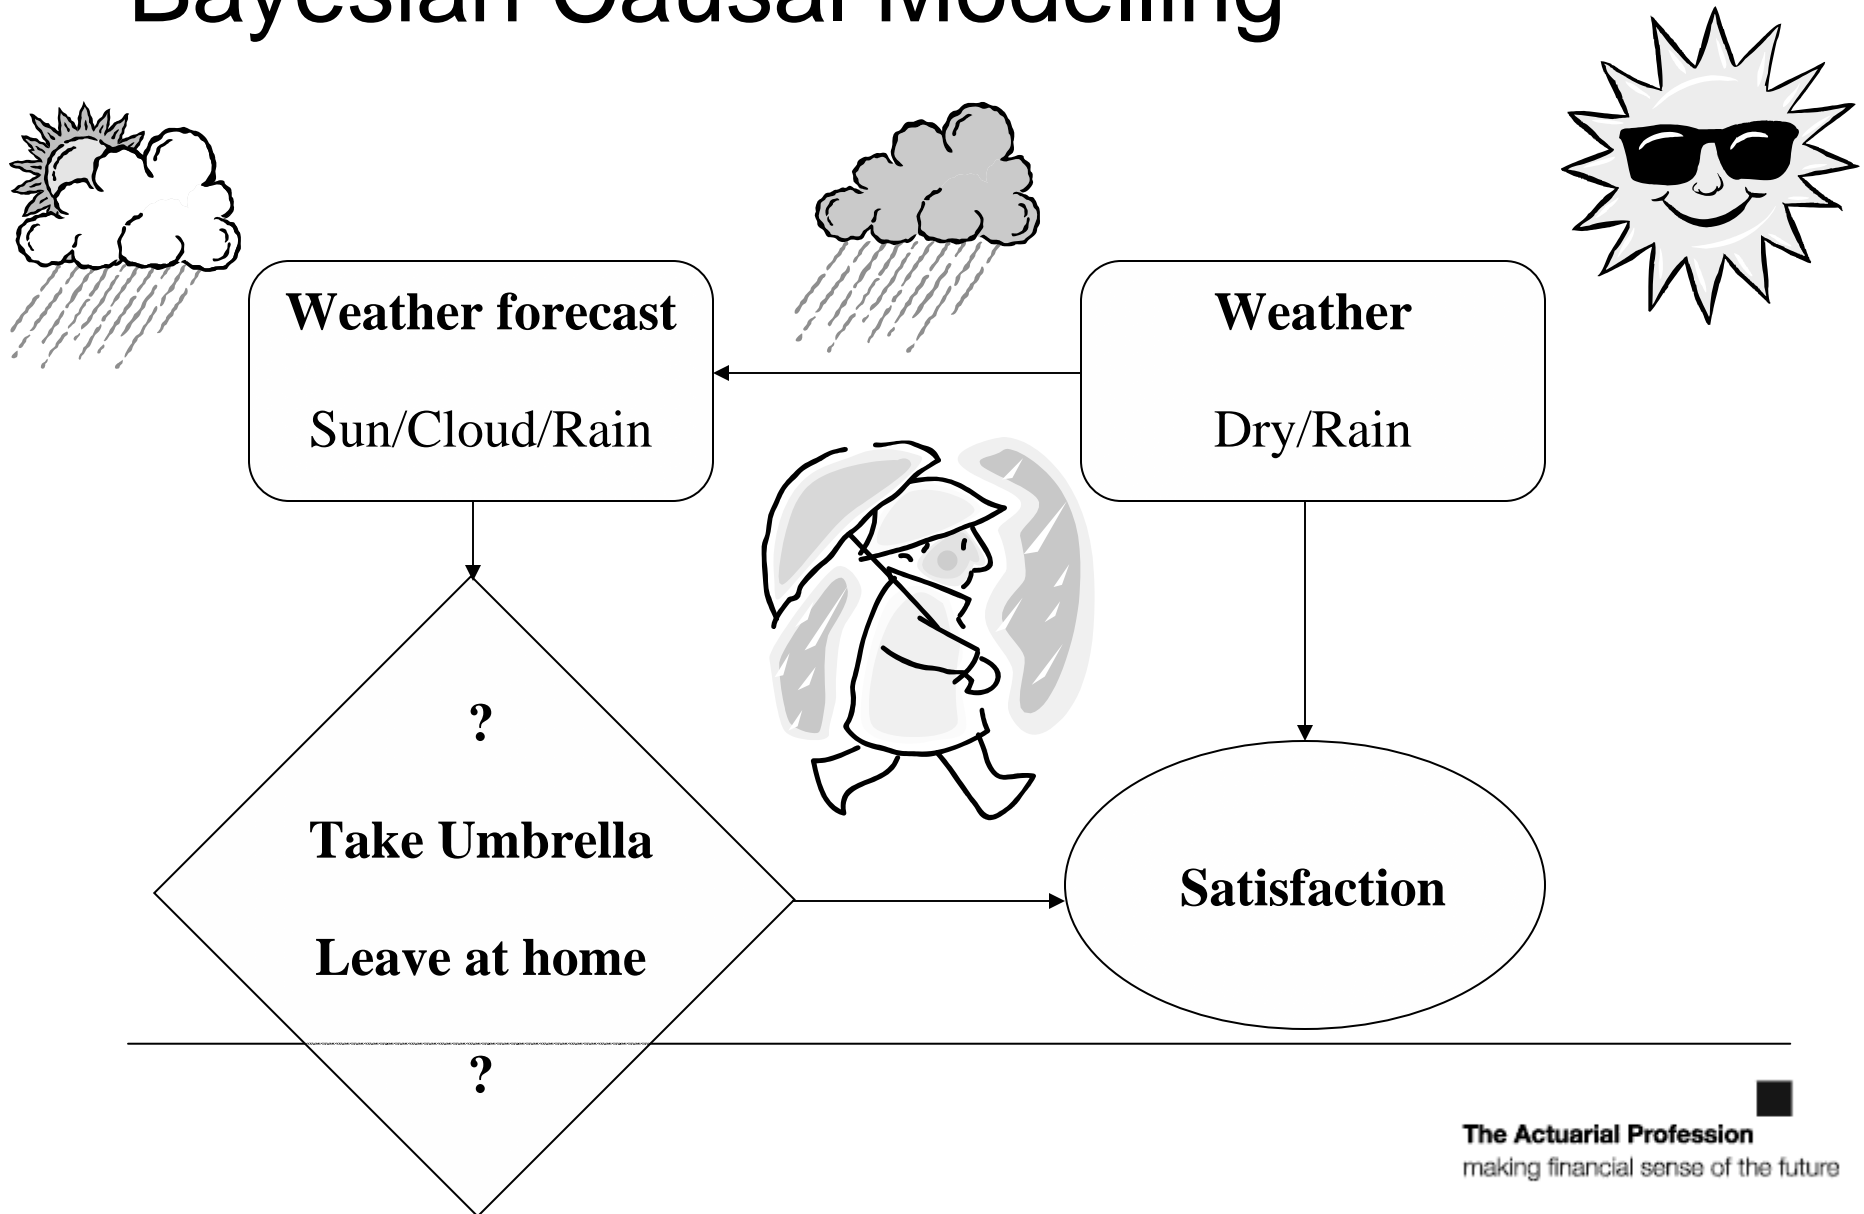 Bayesian Causal Modelling
Weather forecast
Sun/Cloud/Rain
Weather
Dry/Rain
?
Take Umbrella
Leave at home
?
Satisfaction
The Actuarial Profession
making financial sense of the future